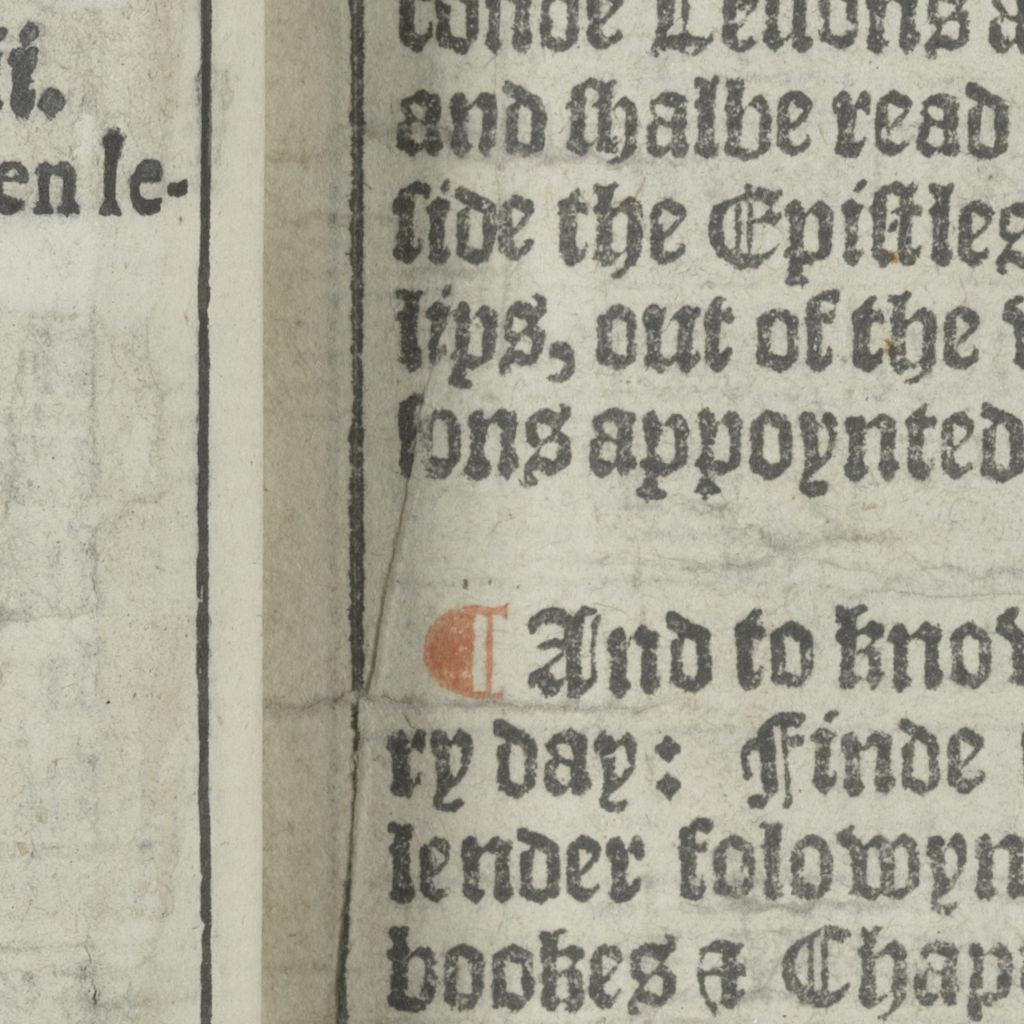 ii.
en le-
conde Lessons a
and shalbe read
side the Epistles
lips, out of the
sons appoynted
¶ And to know
ry day: Finde
lender folowyn
bookes & Chap